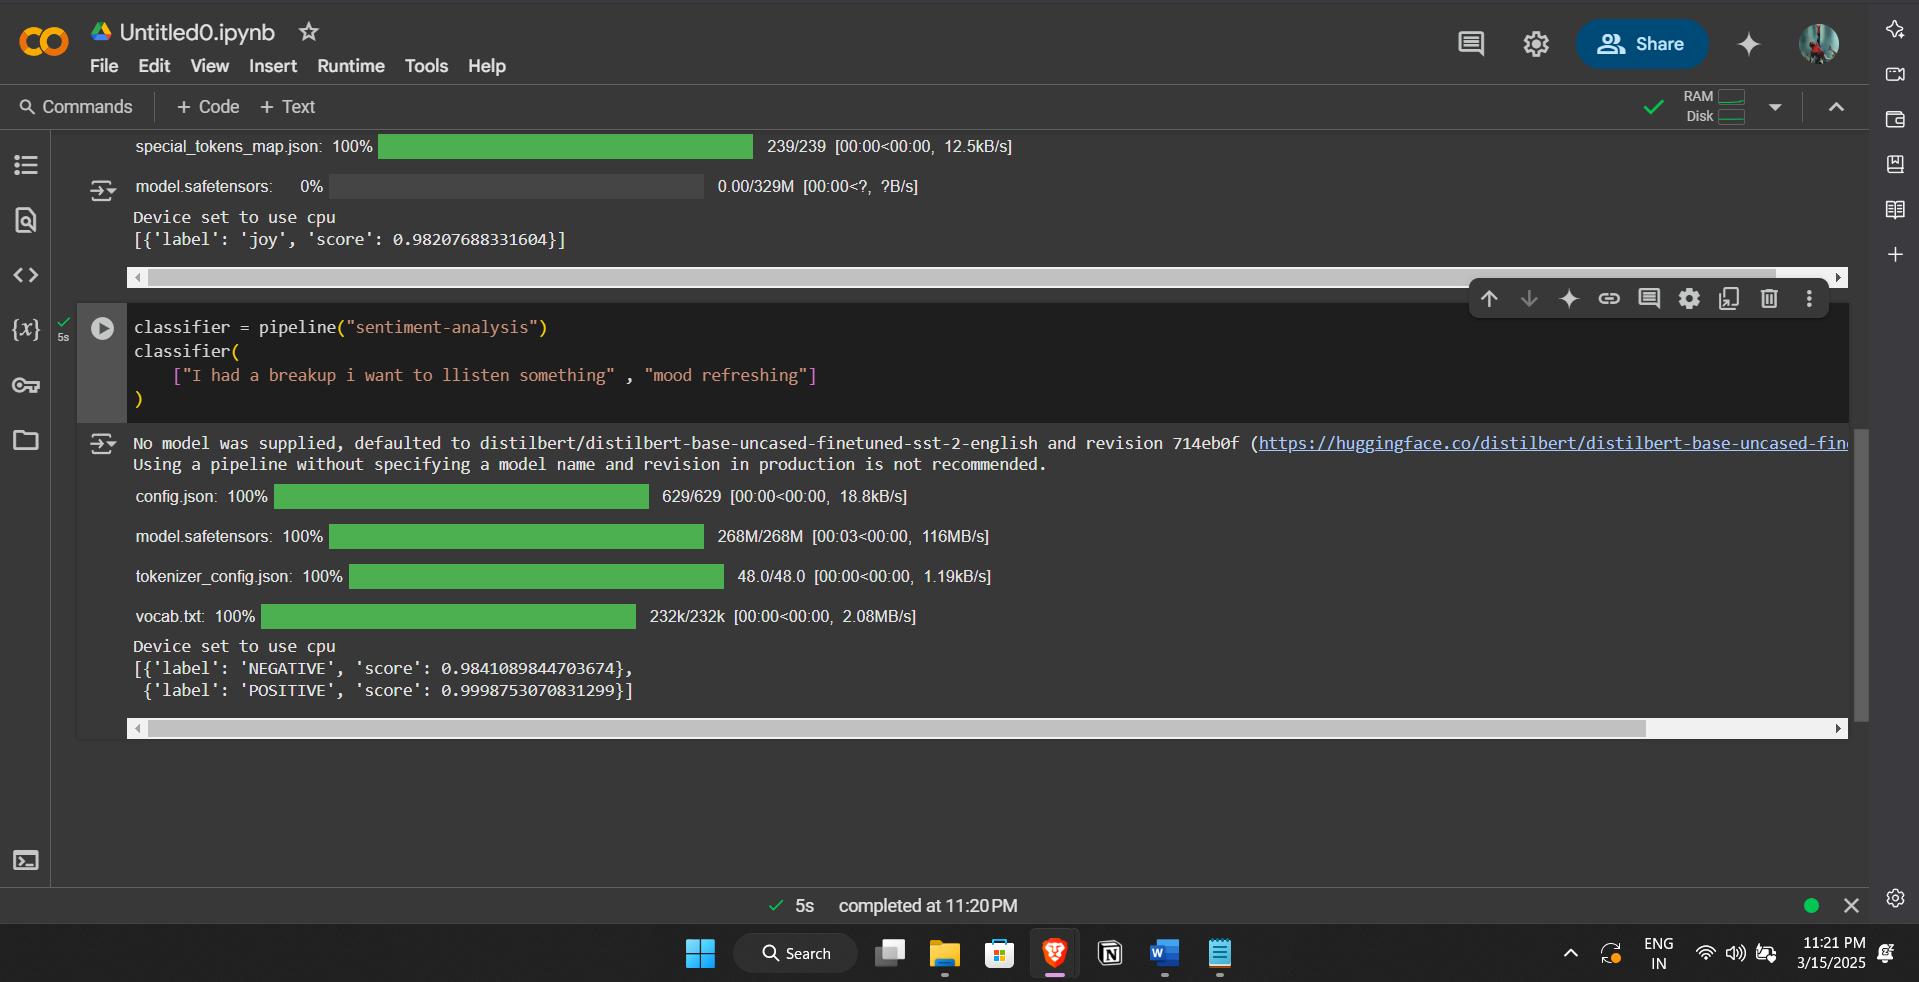 Untitled0.ipynb
File Edit View Insert Runtime Tools Help
Share
Commands + Code + Text
RAM
Disk
special_tokens_map.json: 100% 239/239 [00:00<00:00, 12.5kB/s]
model.safetensors: 0% 0.00/329M [00:00<?, ?B/s]
Device set to use cpu
[{'label': 'joy', 'score': 0.98207688331604}]
{x}
5s
classifier = pipeline("sentiment-analysis")
classifier(
["I had a breakup i want to llisten something" , "mood refreshing"]
)
No model was supplied, defaulted to distilbert/distilbert-base-uncased-finetuned-sst-2-english and revision 714eb0f (https://huggingface.co/distilbert/distilbert-base-uncased-fin
Using a pipeline without specifying a model name and revision in production is not recommended.
config.json: 100% 629/629 [00:00<00:00, 18.8kB/s]
model.safetensors: 100% 268M/268M [00:03<00:00, 116MB/s]
tokenizer_config.json: 100% 48.0/48.0 [00:00<00:00, 1.19kB/s]
vocab.txt: 100% 232k/232k [00:00<00:00, 2.08MB/s]
Device set to use cpu
[{'label': 'NEGATIVE', 'score': 0.9841089844703674},
{'label': 'POSITIVE', 'score': 0.9998753070831299}]
5s completed at 11:20 PM
Search
ENG
IN
11:21 PM
3/15/2025